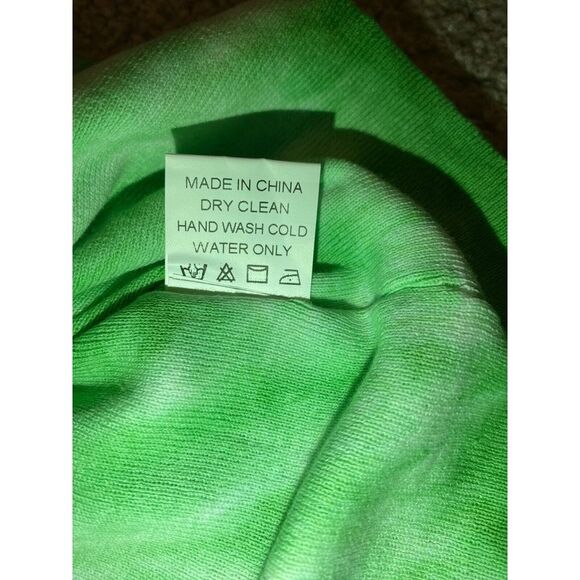 MADE IN CHINA
DRY CLEAN
HAND WASH COLD
WATER ONLY